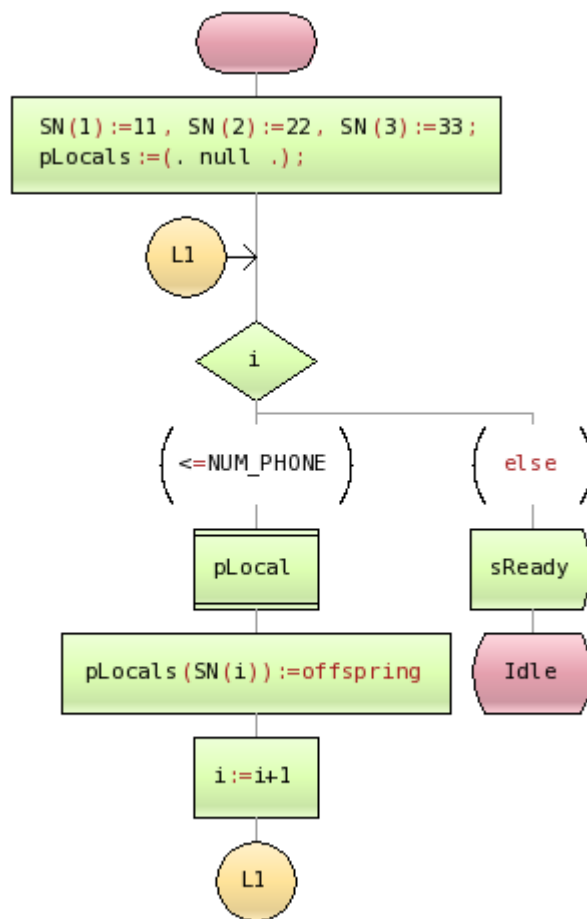 SN(1):=11, SN(2):=22, SN(3):=33;
pLocals:=(. null .);
L1
i
<=NUM_PHONE
else
pLocal
sReady
pLocals(SN(i)):=offspring
Idle
i:=i+1
L1